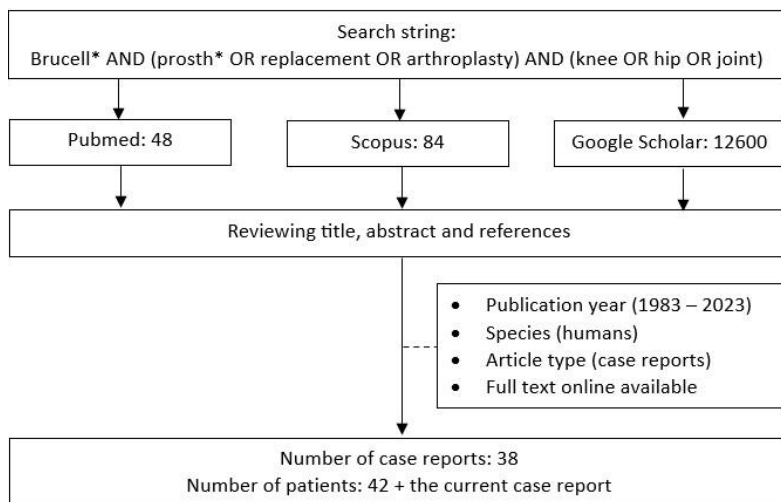 Search string:
Brucell* AND (prosth* OR replacement OR arthroplasty) AND (knee OR hip OR joint)
Pubmed: 48
Scopus: 84
Google Scholar: 12600
Reviewing title, abstract and references
• Publication year (1983 – 2023)
• Species (humans)
• Article type (case reports)
• Full text online available
Number of case reports: 38
Number of patients: 42 + the current case report